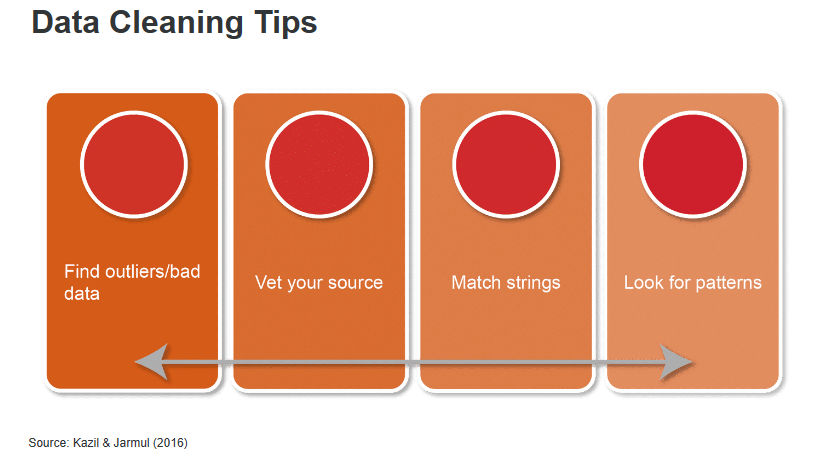 Data Cleaning Tips
Find outliers/bad
data
Vet your source
Match strings
Look for patterns
Source: Kazil & Jarmul (2016)